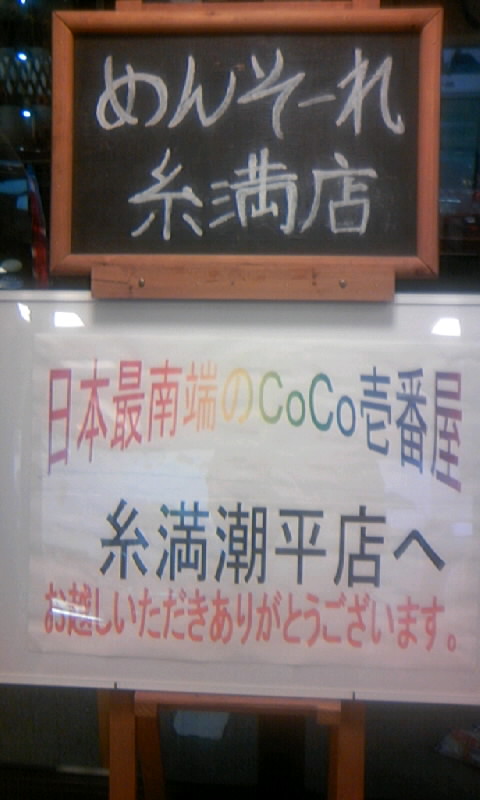 めんそーれ
糸満店
日本最南端のCoCo壱番屋
糸満潮平店へ
お越しいただきありがとうございます。